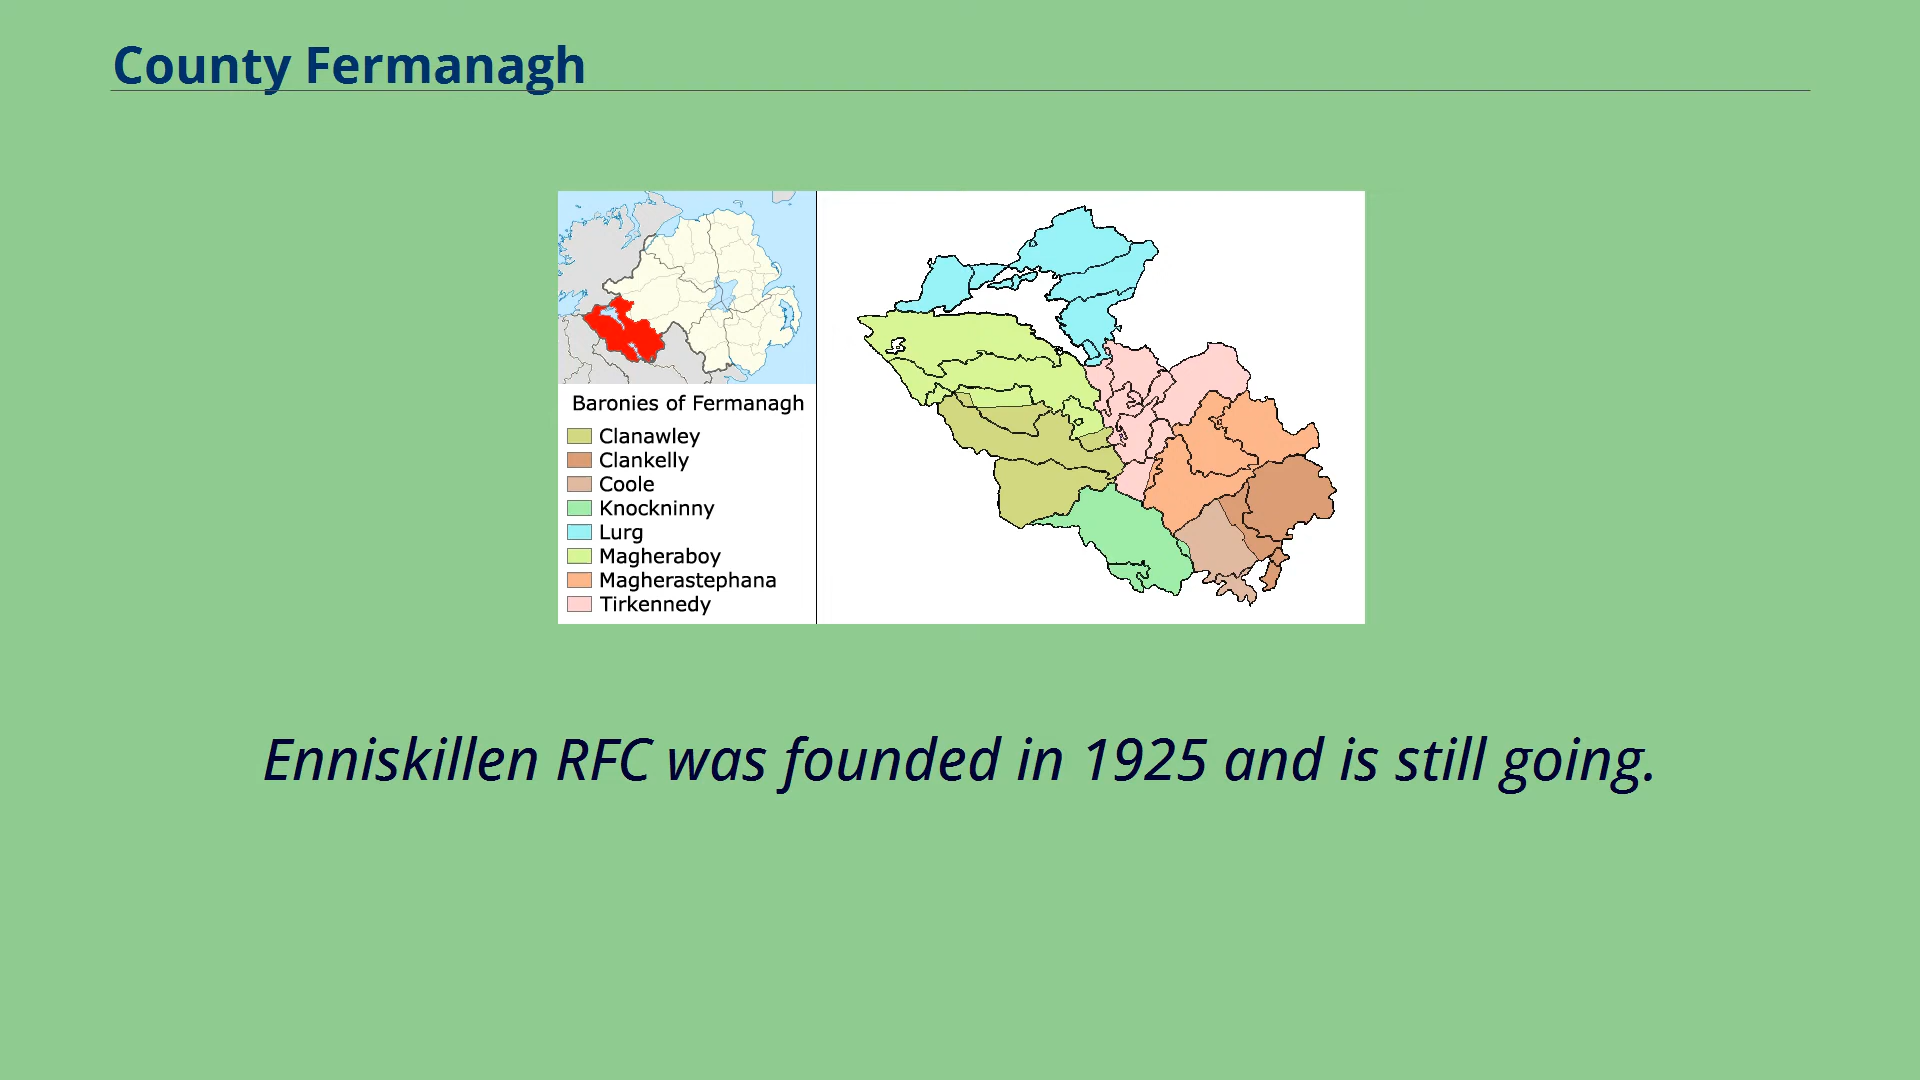 County Fermanagh
Baronies of Fermanagh
Clanawley
Clankelly
Coole
Knockninny
Lurg
Magheraboy
Magherastephana
Tirkennedy
Enniskillen RFC was founded in 1925 and is still going.